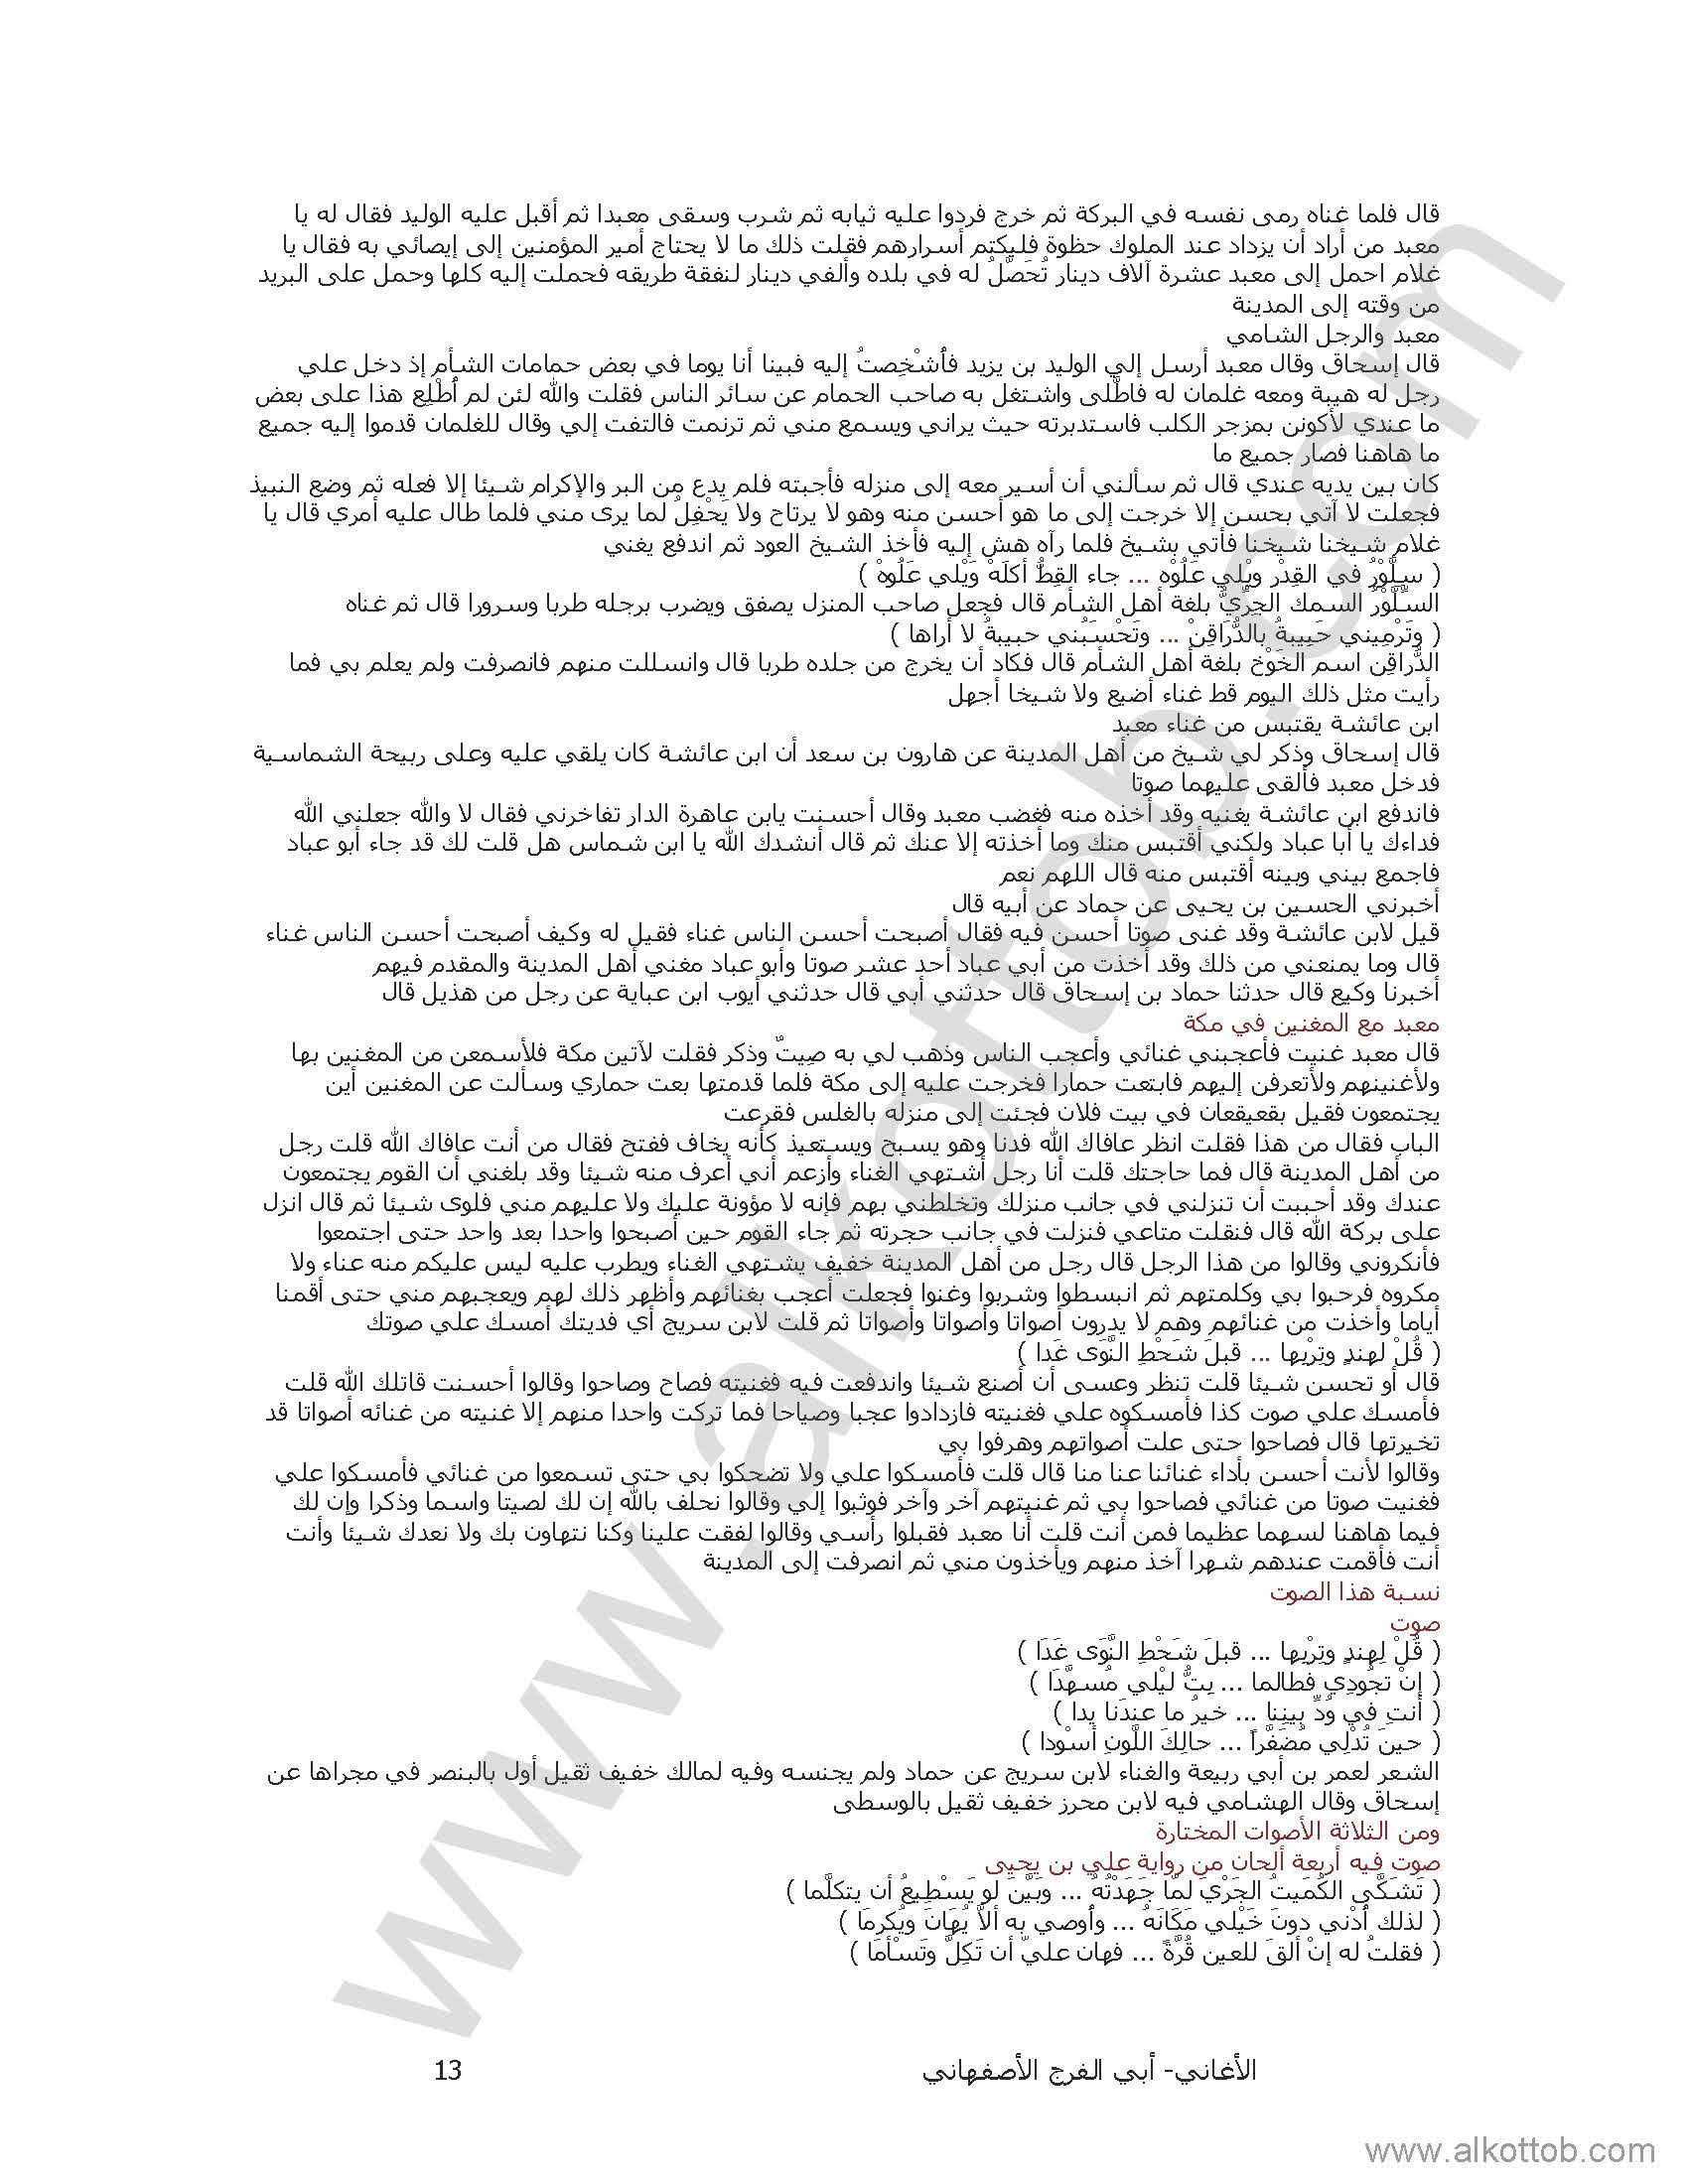 قال فلما غناه رمى نفسه في البركة ثم خرج فردوا عليه ثيابه ثم شرب وسقى معبدا ثم أقبل عليه الوليد فقال له يا
معبد من أراد أن يزداد عند الملوك حظوة فليكتم أسرارهم فقلت ذلك ما لا يحتاج أمير المؤمنين إلى إيصائي به فقال يا
غلام احمل إلى معبد عشرة آلاف دينار تُحَصَّلُ له في بلده وألفي دينار لنفقة طريقه فحملت إليه كلها وحمل على البريد
من وقته إلى المدينة
معبد والرجل الشامي
قال إسحاق وقال معبد أرسل إلي الوليد بن يزيد فأُشْخِصتُ إليه فبينا أنا يوما في بعض حمامات الشأم إذ دخل علي
رجل له هيبة ومعه غلمان له فاطَّلى واشتغل به صاحب الحمام عن سائر الناس فقلت والله لئن لم أُطْلِع هذا على بعض
ما عندي لأكونن بمزجر الكلب فاستدبرته حيث يراني ويسمع مني ثم ترنمت فالتفت إلي وقال للغلمان قدموا إليه جميع
ما هاهنا فصار جميع ما
كان بين يديه عندي قال ثم سألني أن أسير معه إلى منزله فأجبته فلم يدع من البر والإكرام شيئا إلا فعله ثم وضع النبيذ
فجعلت لا آتي بحسن إلا خرجت إلى ما هو أحسن منه وهو لا يرتاح ولا يَحْفِلُ لما يرى مني فلما طال عليه أمري قال يا
غلام شيخنا شيخنا فأتي بشيخ فلما رآه هش إليه فأخذ الشيخ العود ثم اندفع يغني
( سِلَّوْرُ في القِدْر ويْلِي عَلُوْه ... جاء القِطُّ أكلَهْ وَيْلي عَلُوهْ )
السِّلَّوْرُ السمك الجِرِّيُّ بلغة أهل الشأم قال فجعل صاحب المنزل يصفق ويضرب برجله طربا وسرورا قال ثم غناه
( وتَرْمِيني حَبِيبةُ بالدُّرَاقِنْ ... وتَحْسَبُني حبيبةُ لا أراها )
الدُّراقِن اسم الخَوْخ بلغة أهل الشأم قال فكاد أن يخرج من جلده طربا قال وانسللت منهم فانصرفت ولم يعلم بي فما
رأيت مثل ذلك اليوم قط غناء أضيع ولا شيخا أجهل
ابن عائشة يقتبس من غناء معبد
قال إسحاق وذكر لي شيخ من أهل المدينة عن هارون بن سعد أن ابن عائشة كان يلقي عليه وعلى ربيحة الشماسية
فدخل معبد فألقى عليهما صوتا
فاندفع ابن عائشة يغنيه وقد أخذه منه فغضب معبد وقال أحسنت يابن عاهرة الدار تفاخرني فقال لا والله جعلني الله
فداءك يا أبا عباد ولكني أقتبس منك وما أخذته إلا عنك ثم قال أنشدك الله يا ابن شماس هل قلت لك قد جاء أبو عباد
فاجمع بيني وبينه أقتبس منه قال اللهم نعم
أخبرني الحسين بن يحيى عن حماد عن أبيه قال
قيل لابن عائشة وقد غنى صوتا أحسن فيه فقال أصبحت أحسن الناس غناء فقيل له وكيف أصبحت أحسن الناس غناء
قال وما يمنعني من ذلك وقد أخذت من أبي عباد أحد عشر صوتا وأبو عباد مغني أهل المدينة والمقدم فيهم
أخبرنا وكيع قال حدثنا حماد بن إسحاق قال حدثني أبي قال حدثني أيوب ابن عباية عن رجل من هذيل قال
معبد مع المغنين في مكة
قال معبد غنيت فأعجبني غنائي وأعجب الناس وذهب لي به صِيتٌ وذكر فقلت لآتين مكة فلأسمعن من المغنين بها
ولأغنينهم ولأتعرفن إليهم فابتعت حمارا فخرجت عليه إلى مكة فلما قدمتها بعت حماري وسألت عن المغنين أين
يجتمعون فقيل بقعيقعان في بيت فلان فجئت إلى منزله بالغلس فقرعت
الباب فقال من هذا فقلت انظر عافاك الله فدنا وهو يسبح ويستعيذ كأنه يخاف ففتح فقال من أنت عافاك الله قلت رجل
من أهل المدينة قال فما حاجتك قلت أنا رجل أشتهي الغناء وأزعم أني أعرف منه شيئا وقد بلغني أن القوم يجتمعون
عندك وقد أحببت أن تنزلني في جانب منزلك وتخلطني بهم فإنه لا مؤونة عليك ولا عليهم مني فلوى شيئا ثم قال انزل
على بركة الله قال فنقلت متاعي فنزلت في جانب حجرته ثم جاء القوم حين أصبحوا واحدا بعد واحد حتى اجتمعوا
فأنكروني وقالوا من هذا الرجل قال رجل من أهل المدينة خفيف يشتهي الغناء ويطرب عليه ليس عليكم منه عناء ولا
مكروه فرحبوا بي وكلمتهم ثم انبسطوا وشربوا وغنوا فجعلت أعجب بغنائهم وأظهر ذلك لهم ويعجبهم مني حتى أقمنا
أياما وأخذت من غنائهم وهم لا يدرون أصواتا وأصواتا وأصواتا ثم قلت لابن سريج أي فديتك أمسك علي صوتك
( قُلْ لهندٍ وتِرْبِها ... قبلَ شَحْطِ النَّوَى غَدا )
قال أو تحسن شيئا قلت تنظر وعسى أن أصنع شيئا واندفعت فيه فغنيته فصاح وصاحوا وقالوا أحسنت قاتلك الله قلت
فأمسك علي صوت كذا فأمسكوه علي فغنيته فازدادوا عجبا وصياحا فما تركت واحدا منهم إلا غنيته من غنائه أصواتا قد
تخيرتها قال فصاحوا حتى علت أصواتهم وهرفوا بي
وقالوا لأنت أحسن بأداء غنائنا عنا منا قال قلت فأمسكوا علي ولا تضحكوا بي حتى تسمعوا من غنائي فأمسكوا علي
فغنيت صوتا من غنائي فصاحوا بي ثم غنيتهم آخر وآخر فوثبوا إلي وقالوا نحلف بالله إن لك لصيتا واسما وذكرا وإن لك
فيما هاهنا لسهما عظيما فمن أنت قلت أنا معبد فقبلوا رأسي وقالوا لفقت علينا وكنا نتهاون بك ولا نعدك شيئا وأنت
أنت فأقمت عندهم شهرا آخذ منهم ويأخذون مني ثم انصرفت إلى المدينة
نسبة هذا الصوت
صوت
( قُلْ لِهندٍ وتِرْبِها ... قبلَ شَحْطِ النَّوَى غَدَا )
( إنْ تجُودِي فطالما ... بِتُّ ليْلي مُسهَّدَا )
( أنتِ في وُدِّ بينِنا ... خيرُ ما عندَنا يدا )
( حينَ تُدْلِي مُضَفَّراً ... حالِكَ اللَّونِ أسْودا )
الشعر لعمر بن أبي ربيعة والغناء لابن سريج عن حماد ولم يجنسه وفيه لمالك خفيف ثقيل أول بالبنصر في مجراها عن
إسحاق وقال الهشامي فيه لابن محرز خفيف ثقيل بالوسطى
ومن الثلاثة الأصوات المختارة
صوت فيه أربعة ألحان من رواية علي بن يحيى
( تَشَكَّى الكُمَيتُ الجَرْيَ لمّا جَهَدْتُهُ ... وبَيَّنَ لو يَسْطِيعُ أن يتكلَّما )
( لذلك أُدْني دونَ خَيْلي مَكَانَهُ ... وأُوصي به ألاَّ يُهَانَ ويُكرمَا )
( فقلتُ له إنْ ألقَ للعين قُرَّةً ... فهان عليّ أن تَكِلَّ وتَسْأمَا )
الأغاني- أبي الفرج الأصفهاني 13
www.alkottob.com
www.alkottob.com